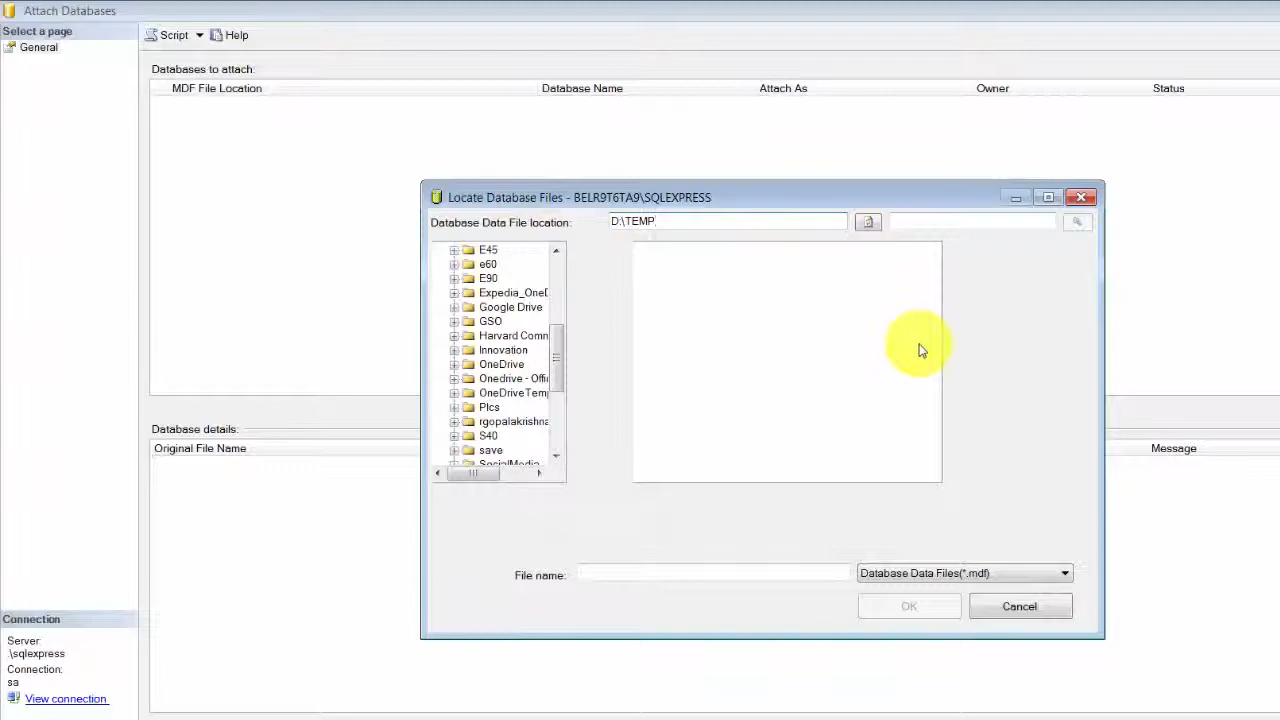 Attach Databases
Select a page
General
Script
Help
Databases to attach:
MDF File Location
Database Name
Attach As
Owner
Status
Locate Database Files - BELR9T6TA9\SQLEXPRESS
Database Data File location:
D:\TEMP
E45
e60
E90
Expedia_OneD
Google Drive
GSO
Harvard Comm
Innovation
OneDrive
Onedrive - Offi
OneDriveTemp
PIcs
rgopalakrishna
S40
save
SocialMedia
Database details:
Original File Name
Message
File name:
Database Data Files(*.mdf)
OK
Cancel
Connection
Server:
.\sqlexpress
Connection:
sa
View connection